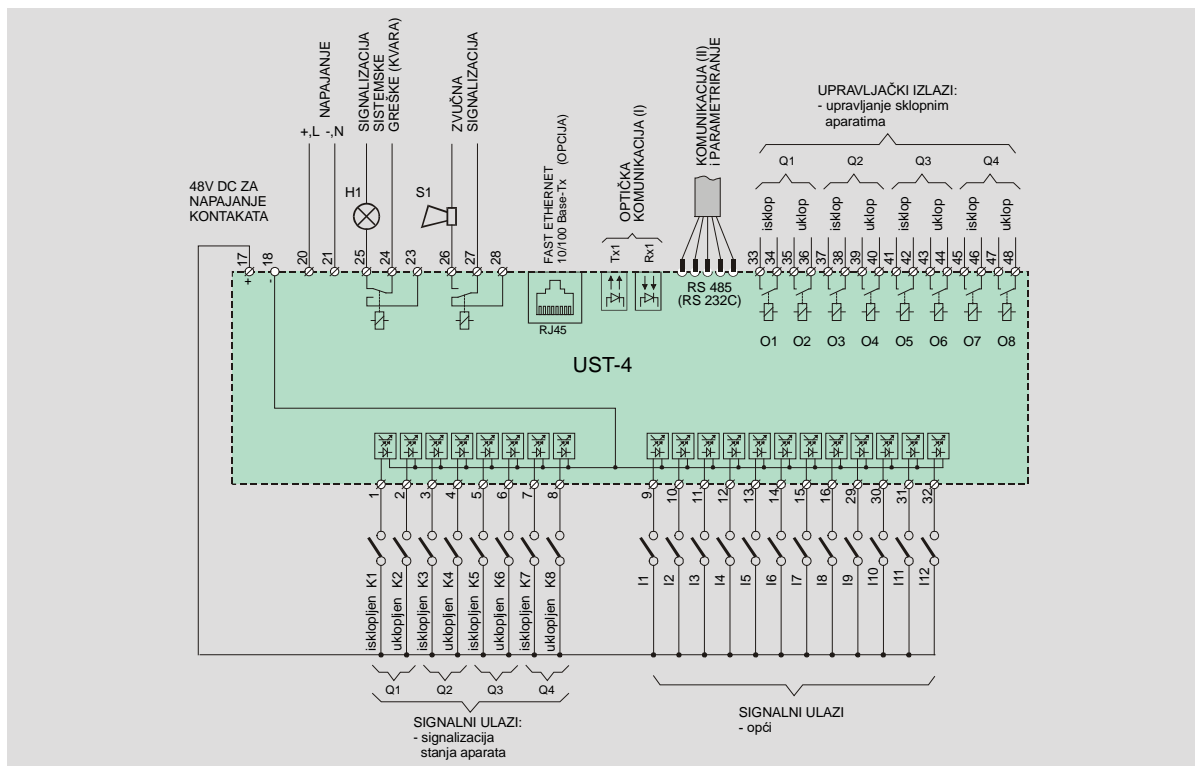 NAPAJANJE
+,L -,N
SIGNALIZACIJA
SISTEMSKE
GREŠKE (KVARA)
ZVUČNA
SIGNALIZACIJA
FAST ETHERNET
10/100 Base-Tx (OPCIJA)
OPTIČKA
KOMUNIKACIJA (I)
KOMUNIKACIJA (II)
i PARAMETRIRANJE
UPRAVLJAČKI IZLAZI:
- upravljanje sklopnim
aparatima
Q1 Q2 Q3 Q4
isklop uklop isklop uklop isklop uklop isklop uklop
48V DC ZA
NAPAJANJE
KONTAKATA
H1
S1
Tx1 Rx1
17 18 20 21 25 24 23 26 27 28
33 34 35 36 37 38 39 40 41 42 43 44 45 46 47 48
+ -
RJ45
RS 485
(RS 232C)
O1 O2 O3 O4 O5 O6 O7 O8
UST-4
1 2 3 4 5 6 7 8
9 10 11 12 13 14 15 16 29 30 31 32
isklopljen K1
uklopljen K2
isklopljen K3
uklopljen K4
isklopljen K5
uklopljen K6
isklopljen K7
uklopljen K8
I1 I2 I3 I4 I5 I6 I7 I8 I9 I10 I11 I12
Q1 Q2 Q3 Q4
SIGNALNI ULAZI:
- signalizacija
stanja aparata
SIGNALNI ULAZI
- opći